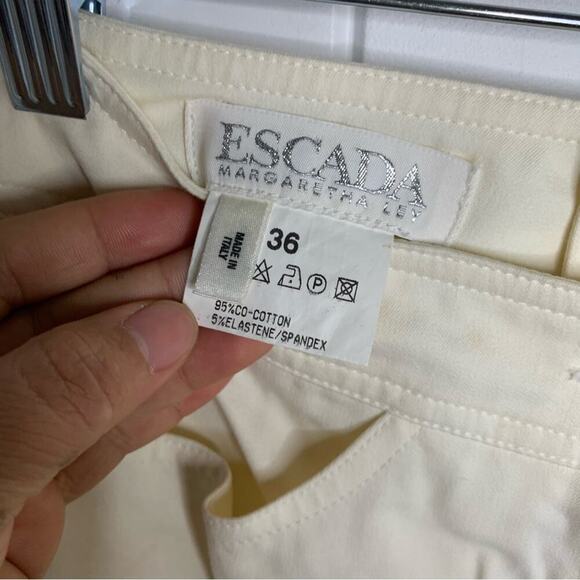 ESCADA
MARGARETHA LEY
MADE IN
ITALY
36
P
95%CO-COTTON
5%ELASTENE/SPANDEX